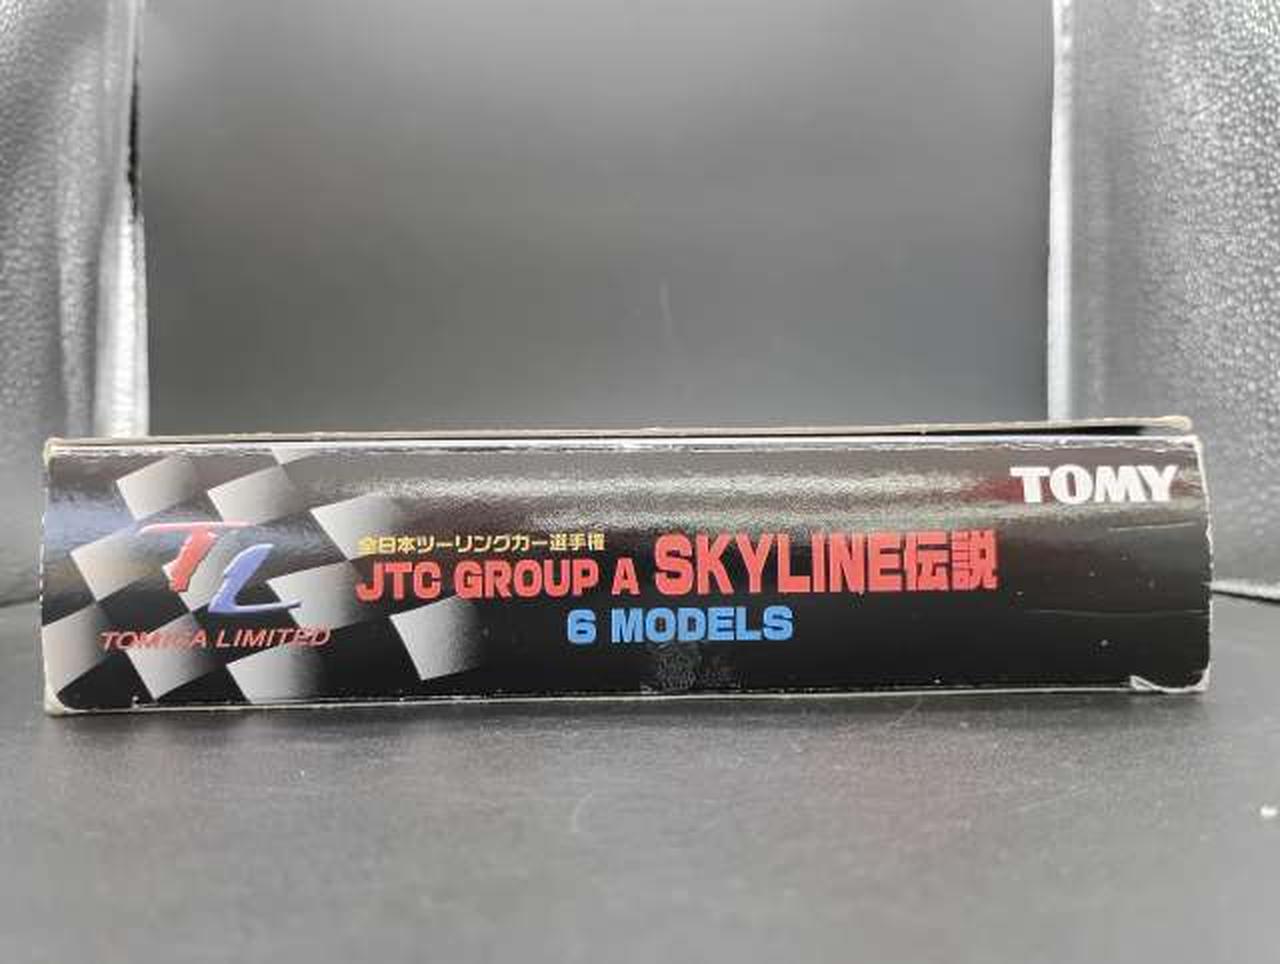 TOMY
全日本ツーリングカー選手権
JTC GROUP A SKYLINE伝説
6 MODELS
TL
TOMICA LIMITED